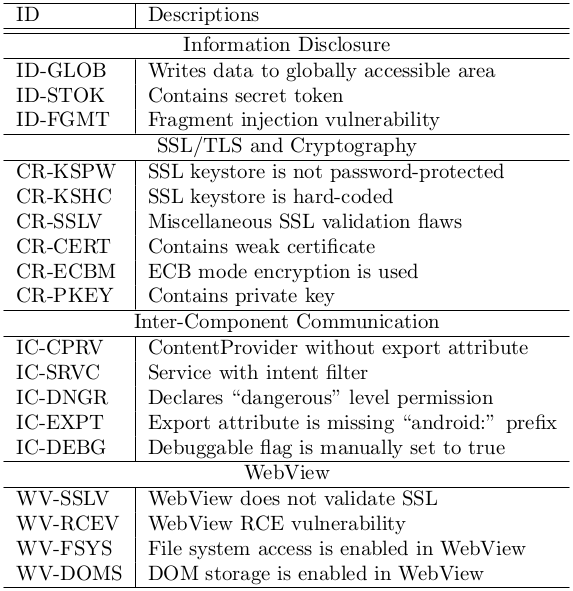 ID Descriptions
Information Disclosure
ID-GLOB Writes data to globally accessible area
ID-STOK Contains secret token
ID-FGMT Fragment injection vulnerability
SSL/TLS and Cryptography
CR-KSPW SSL keystore is not password-protected
CR-KSHC SSL keystore is hard-coded
CR-SSLV Miscellaneous SSL validation flaws
CR-CERT Contains weak certificate
CR-ECBM ECB mode encryption is used
CR-PKEY Contains private key
Inter-Component Communication
IC-CPRV ContentProvider without export attribute
IC-SRVC Service with intent filter
IC-DNGR Declares “dangerous” level permission
IC-EXPT Export attribute is missing “android:” prefix
IC-DEBG Debuggable flag is manually set to true
WebView
WV-SSLV WebView does not validate SSL
WV-RCEV WebView RCE vulnerability
WV-FSYS File system access is enabled in WebView
WV-DOMS DOM storage is enabled in WebView